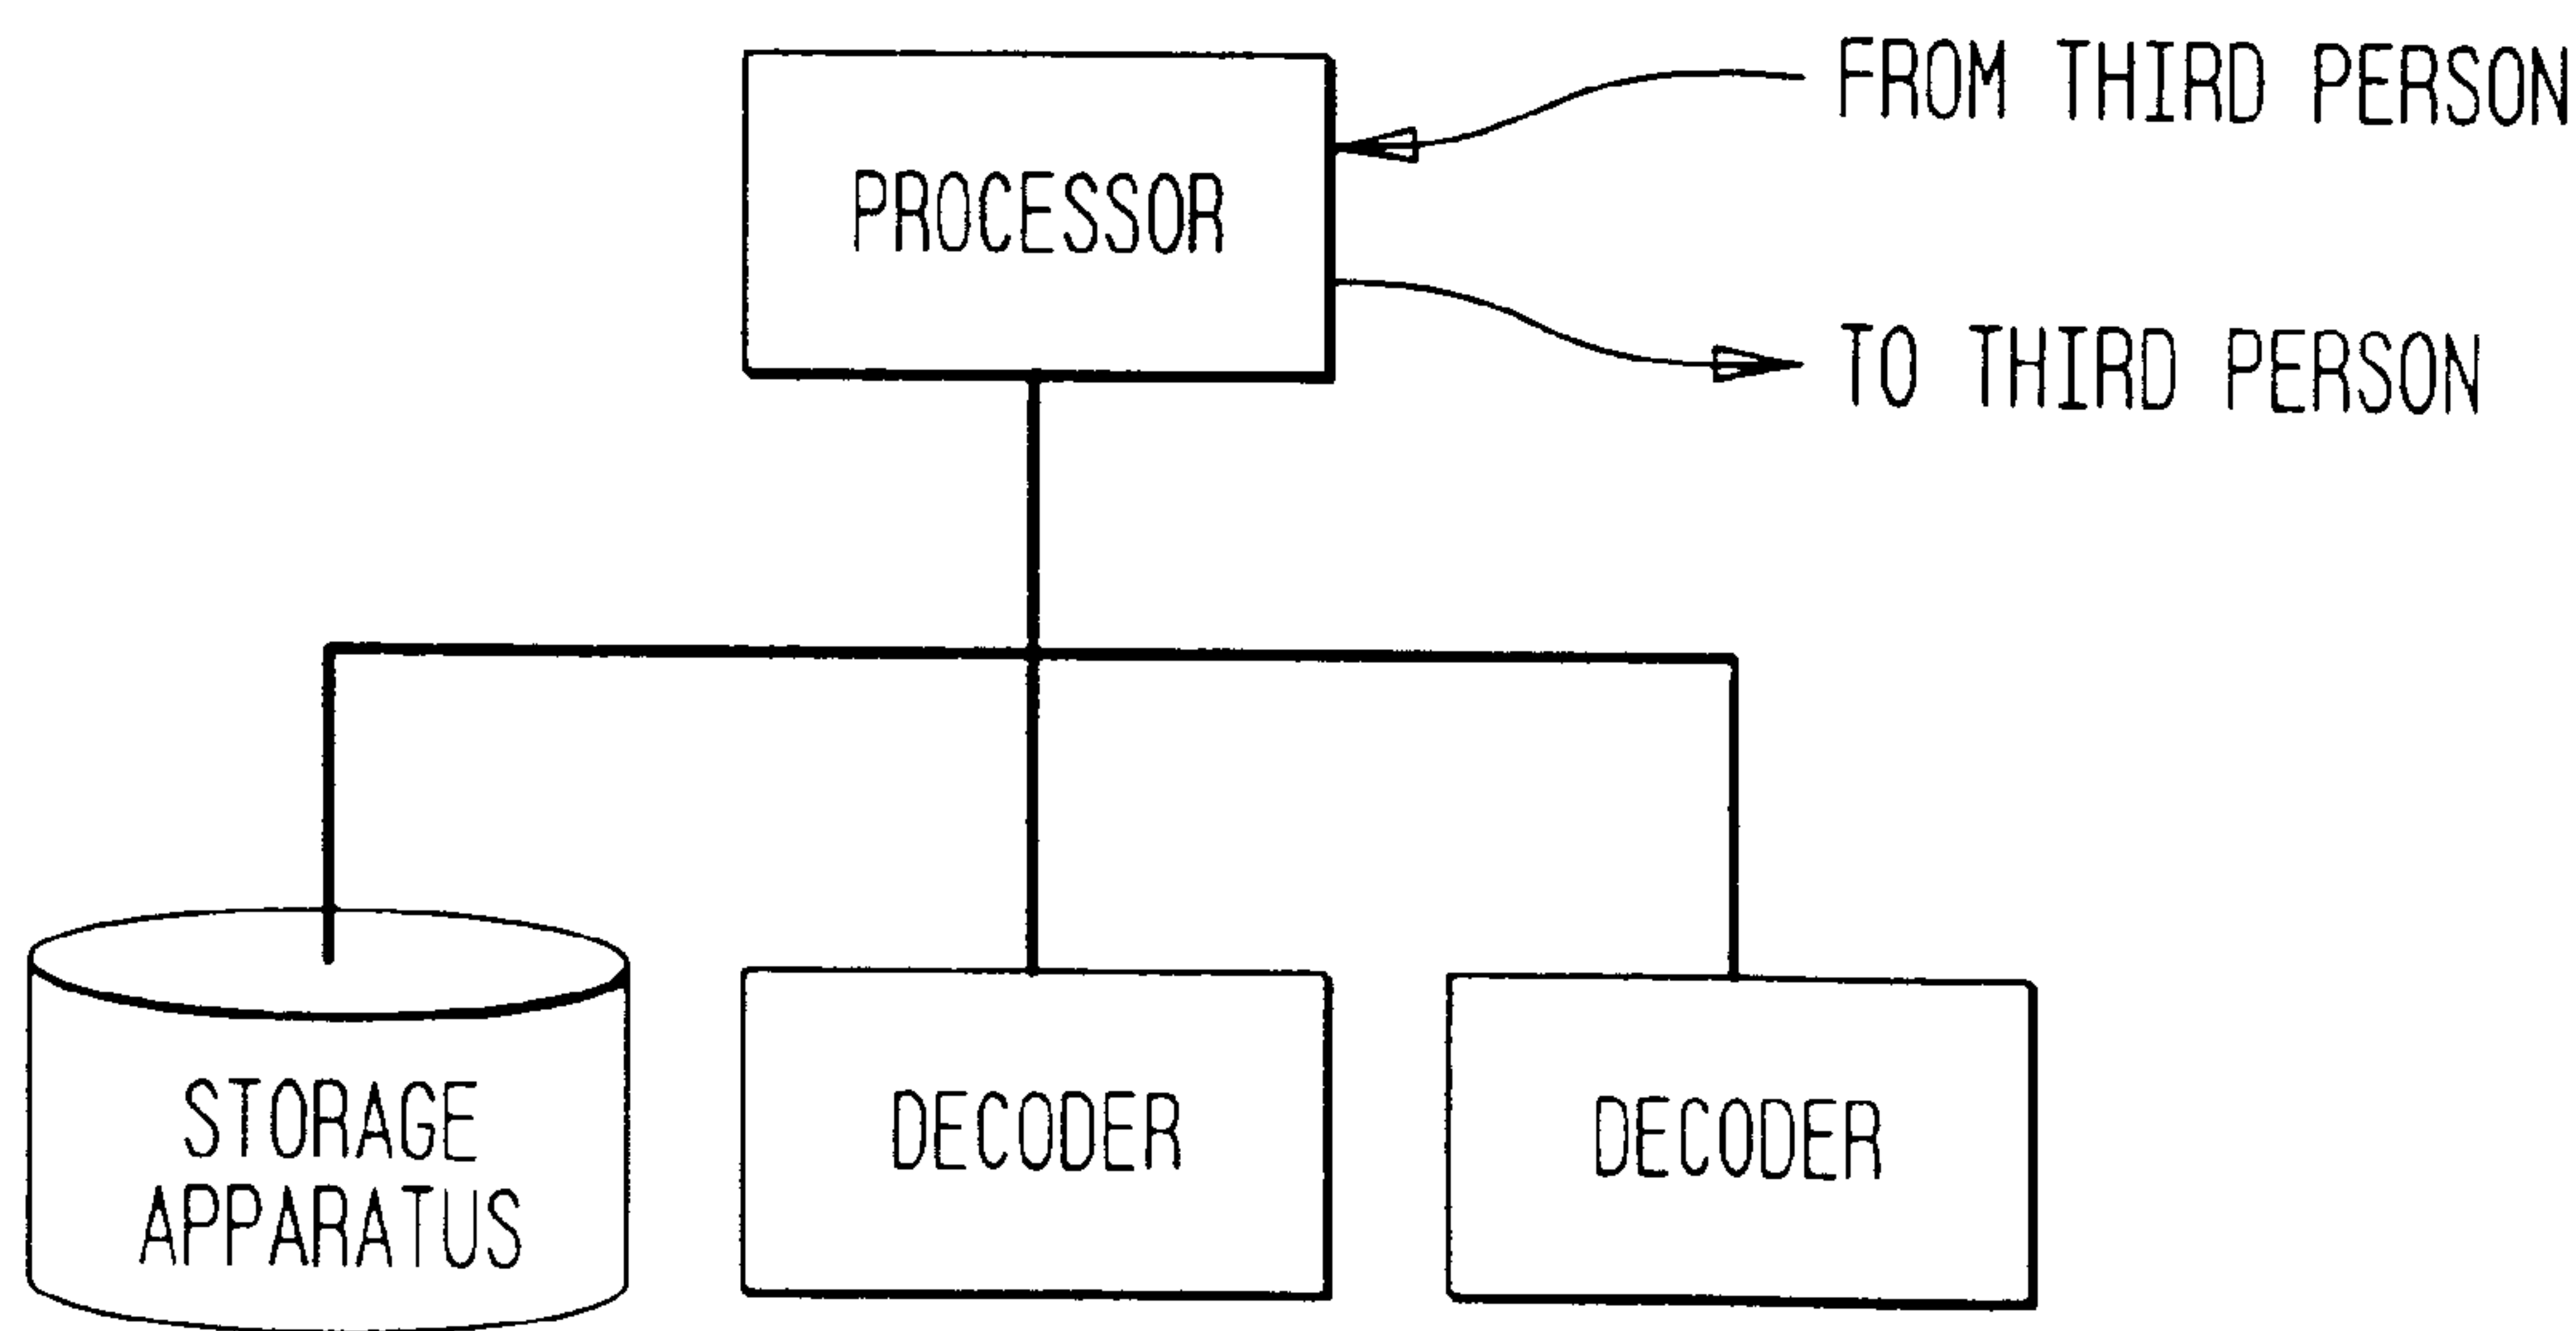 FROM THIRD PERSON
PROCESSOR
TO THIRD PERSON
STORAGE
APPARATUS
DECODER
DECODER